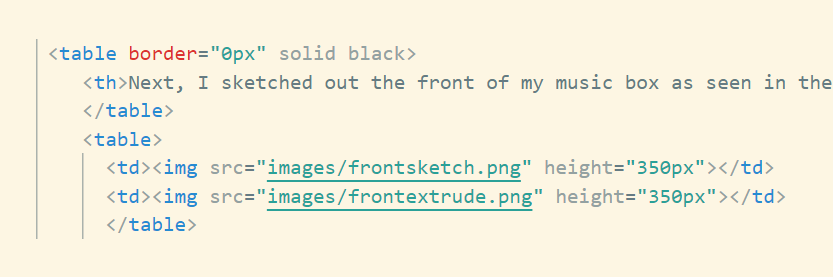 <table border="0px" solid black>
<th>Next, I sketched out the front of my music box as seen in the
</table>
<table>
<td><img src="images/frontsketch.png" height="350px"></td>
<td><img src="images/frontextrude.png" height="350px"></td>
</table>